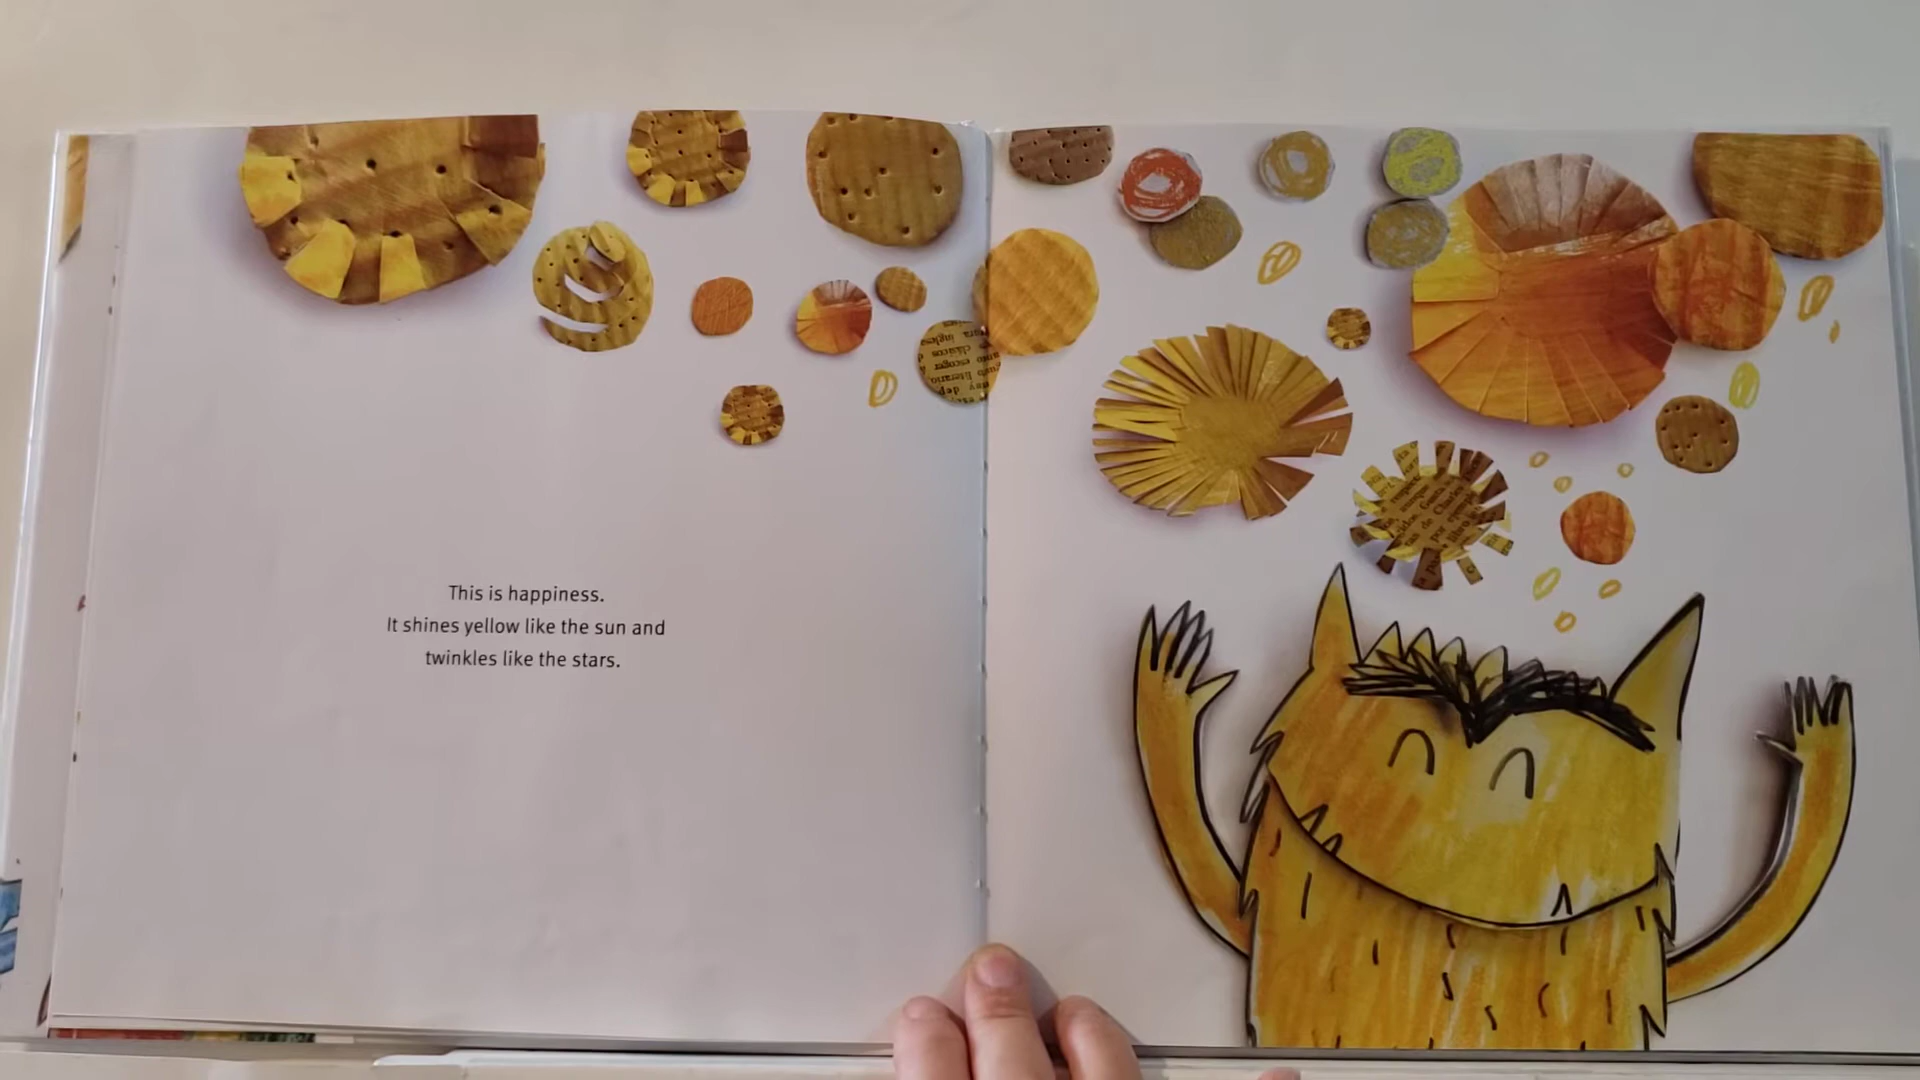 This is happiness.
It shines yellow like the sun and
twinkles like the stars.